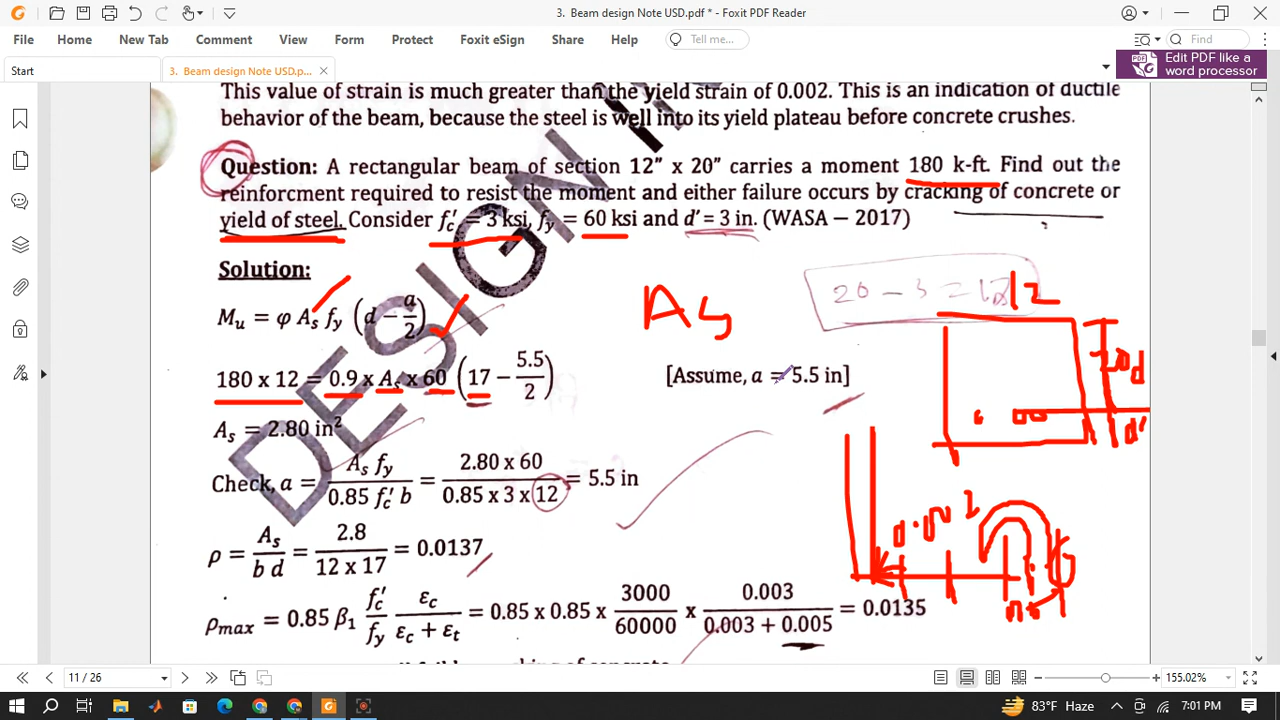 3. Beam design Note USD.pdf * - Foxit PDF Reader
File Home New Tab Comment View Form Protect Foxit eSign Share Help Tell me... Find
Start 3. Beam design Note USD.p... Edit PDF like a
word processor
This value of strain is much greater than the yield strain of 0.002. This is an indication of ductile
behavior of the beam, because the steel is well into its yield plateau before concrete crushes.
Question: A rectangular beam of section 12” x 20” carries a moment 180 k-ft. Find out the
reinforcment required to resist the moment and either failure occurs by cracking of concrete or
yield of steel. Consider f′c = 3 ksi, fy = 60 ksi and d′ = 3 in. (WASA – 2017)
Solution:
20 - 3 = 17
12
Mu = φ As fy (d − a/2)
As
180 x 12 = 0.9 x As x 60 (17 − 5.5/2) [Assume, a = 5.5 in]
d
d'
As = 2.80 in²
Check, a = As fy / 0.85 f′c b = 2.80 x 60 / 0.85 x 3 x 12 = 5.5 in
ρ = As / b d = 2.8 / 12 x 17 = 0.0137
ρmax = 0.85 β1 f′c/fy εc/(εc + εt) = 0.85 x 0.85 x 3000/60000 x 0.003/(0.003 + 0.005) = 0.0135
11 / 26 155.02%
83°F Haze 7:01 PM